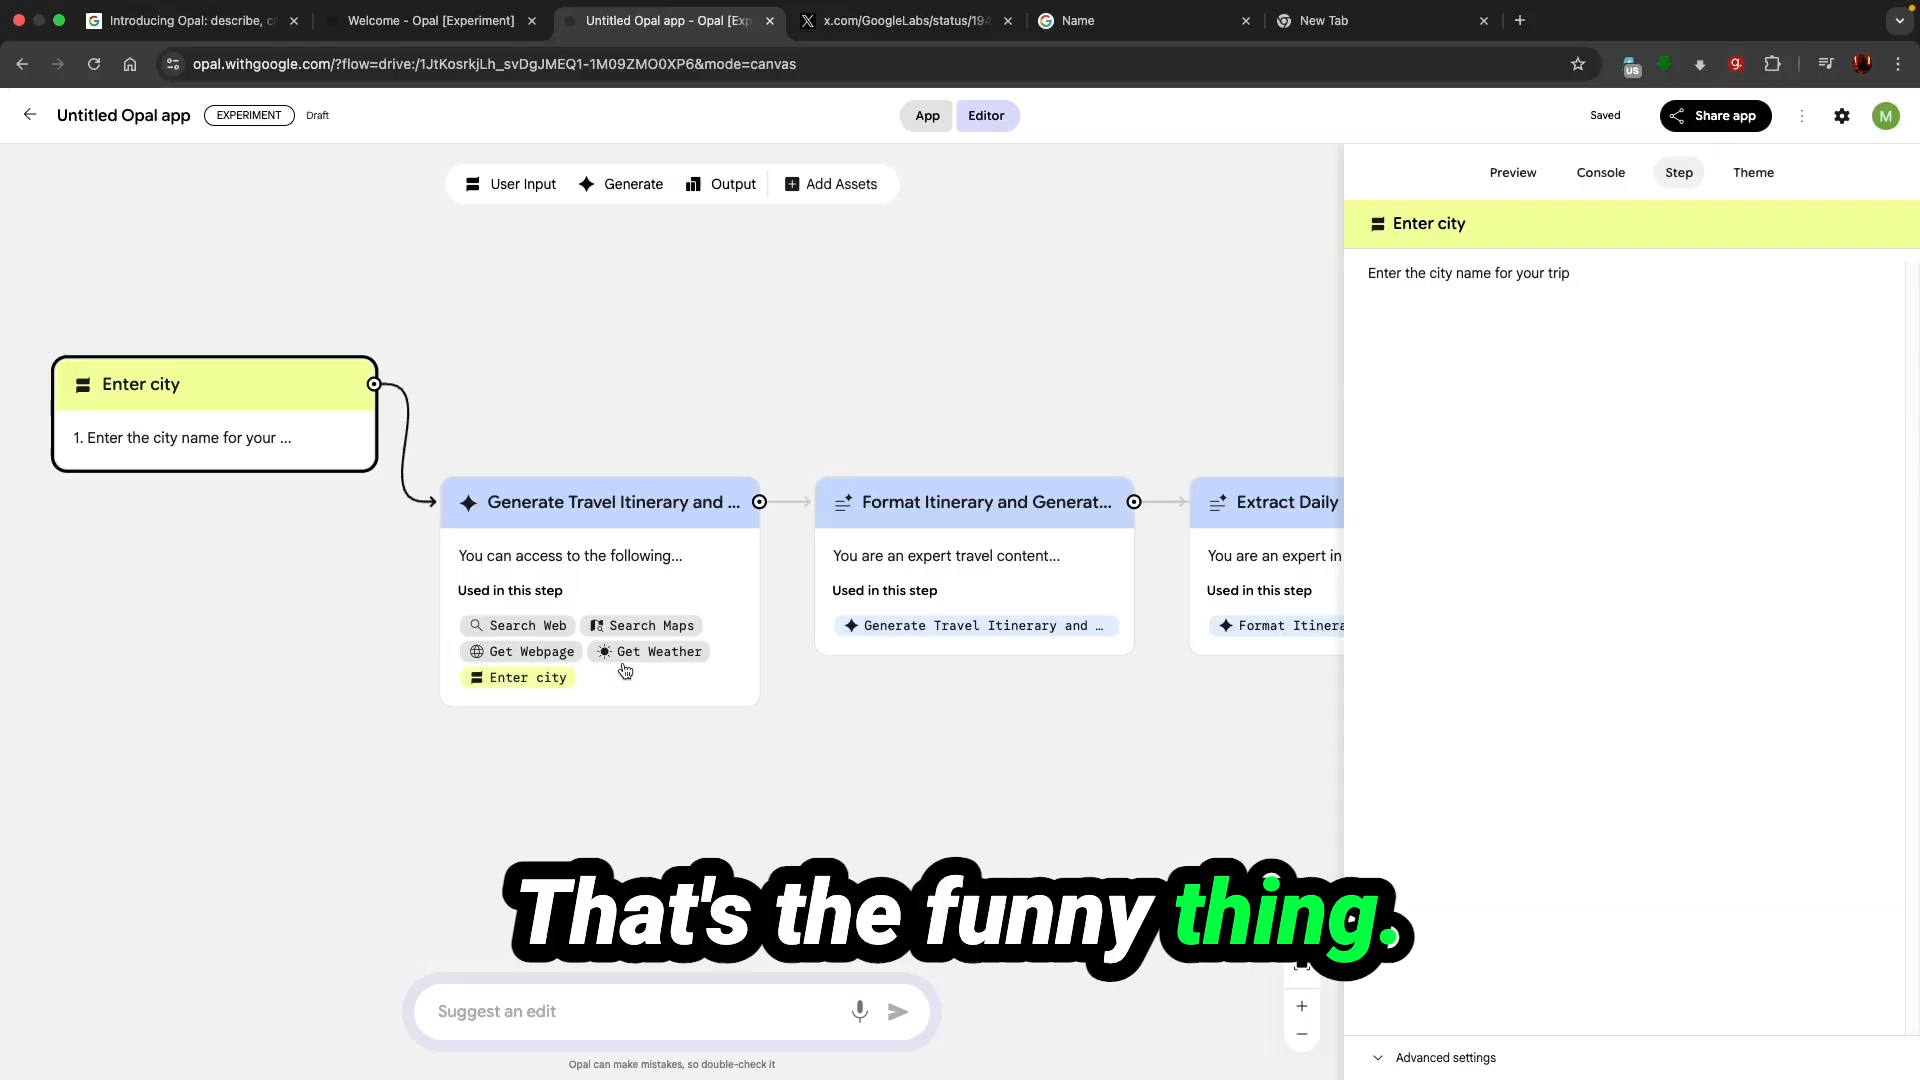 Introducing Opal: describe, cr
Welcome - Opal [Experiment]
Untitled Opal app - Opal [Exp
x.com/GoogleLabs/status/194
Name
New Tab
opal.withgoogle.com/?flow=drive:/1JtKosrkjLh_svDgJMEQ1-1M09ZMO0XP6&mode=canvas
US
g.
Untitled Opal app
EXPERIMENT
Draft
App
Editor
Saved
Share app
M
User Input
Generate
Output
Add Assets
Preview
Console
Step
Theme
Enter city
Enter the city name for your trip
Enter city
1. Enter the city name for your ...
Generate Travel Itinerary and ...
You can access to the following...
Used in this step
Search Web
Search Maps
Get Webpage
Get Weather
Enter city
Format Itinerary and Generat...
You are an expert travel content...
Used in this step
Generate Travel Itinerary and ...
Extract Daily
You are an expert in
Used in this step
Format Itinera
That's the funny thing.
Suggest an edit
Opal can make mistakes, so double-check it
Advanced settings